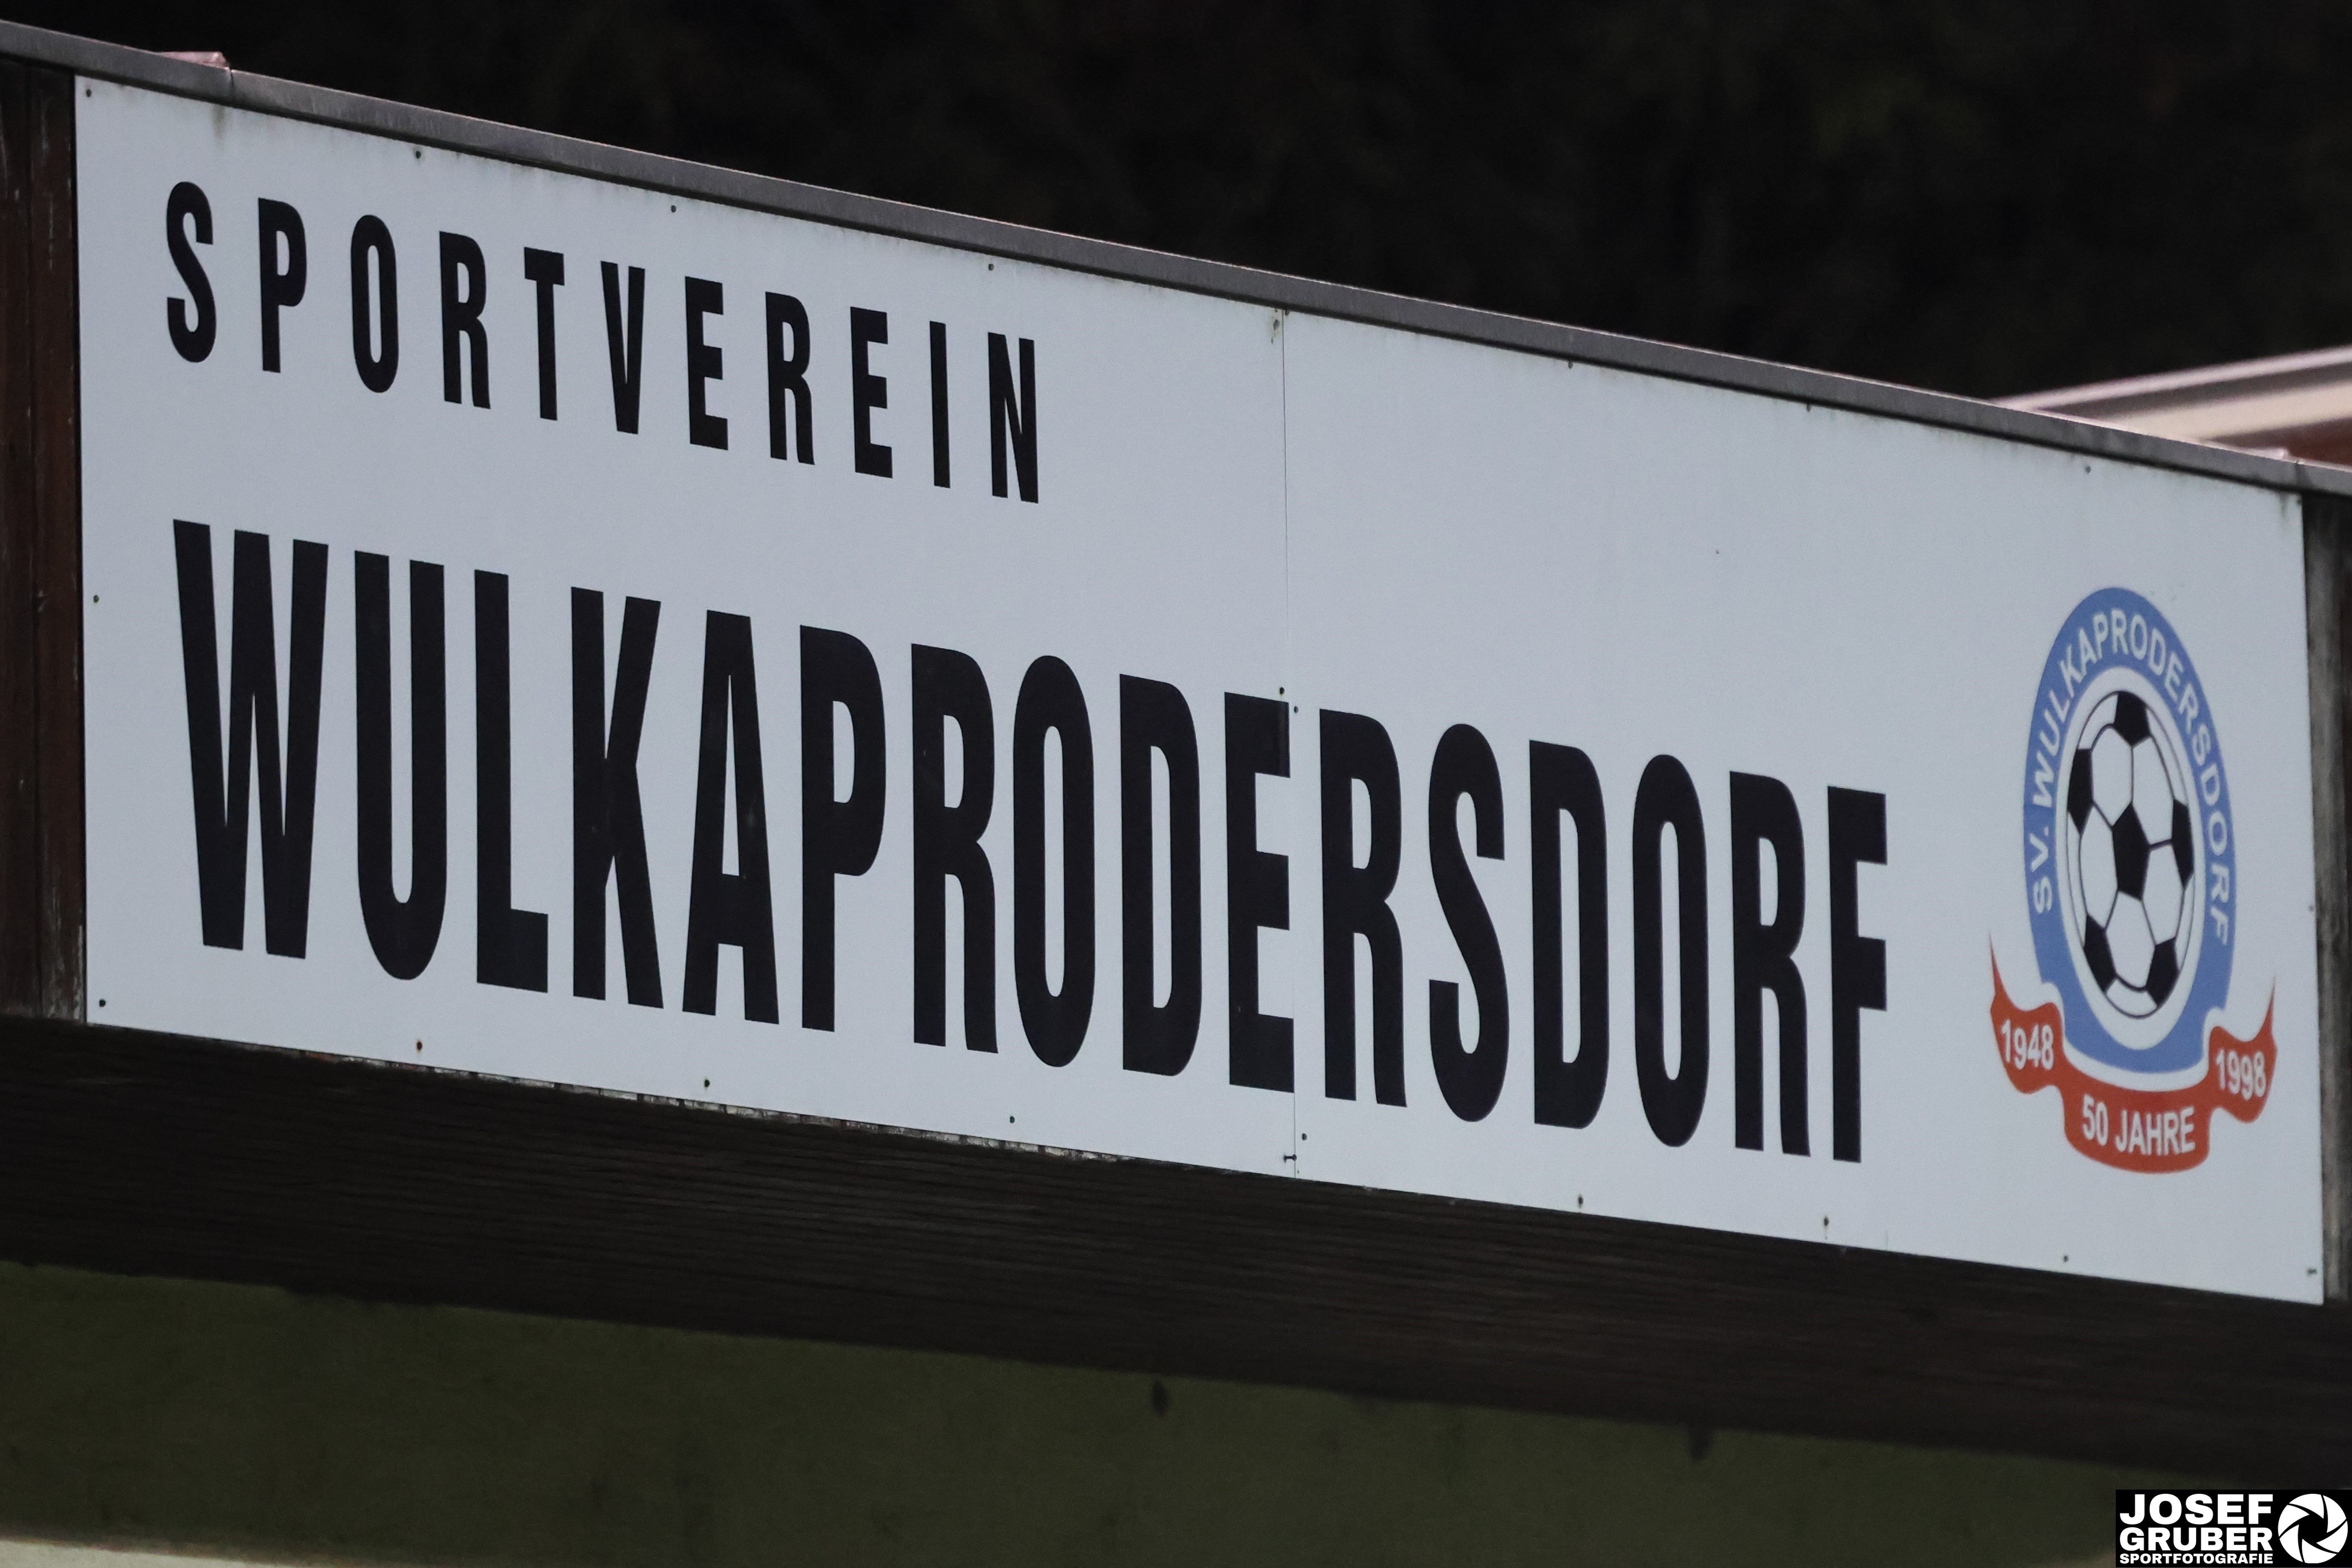 SPORTVEREIN
WULKAPRODERSDORF
SV. WULKAPRODERSDORF
1948
1998
50 JAHRE
JOSEF
GRUBER
SPORTFOTOGRAFIE